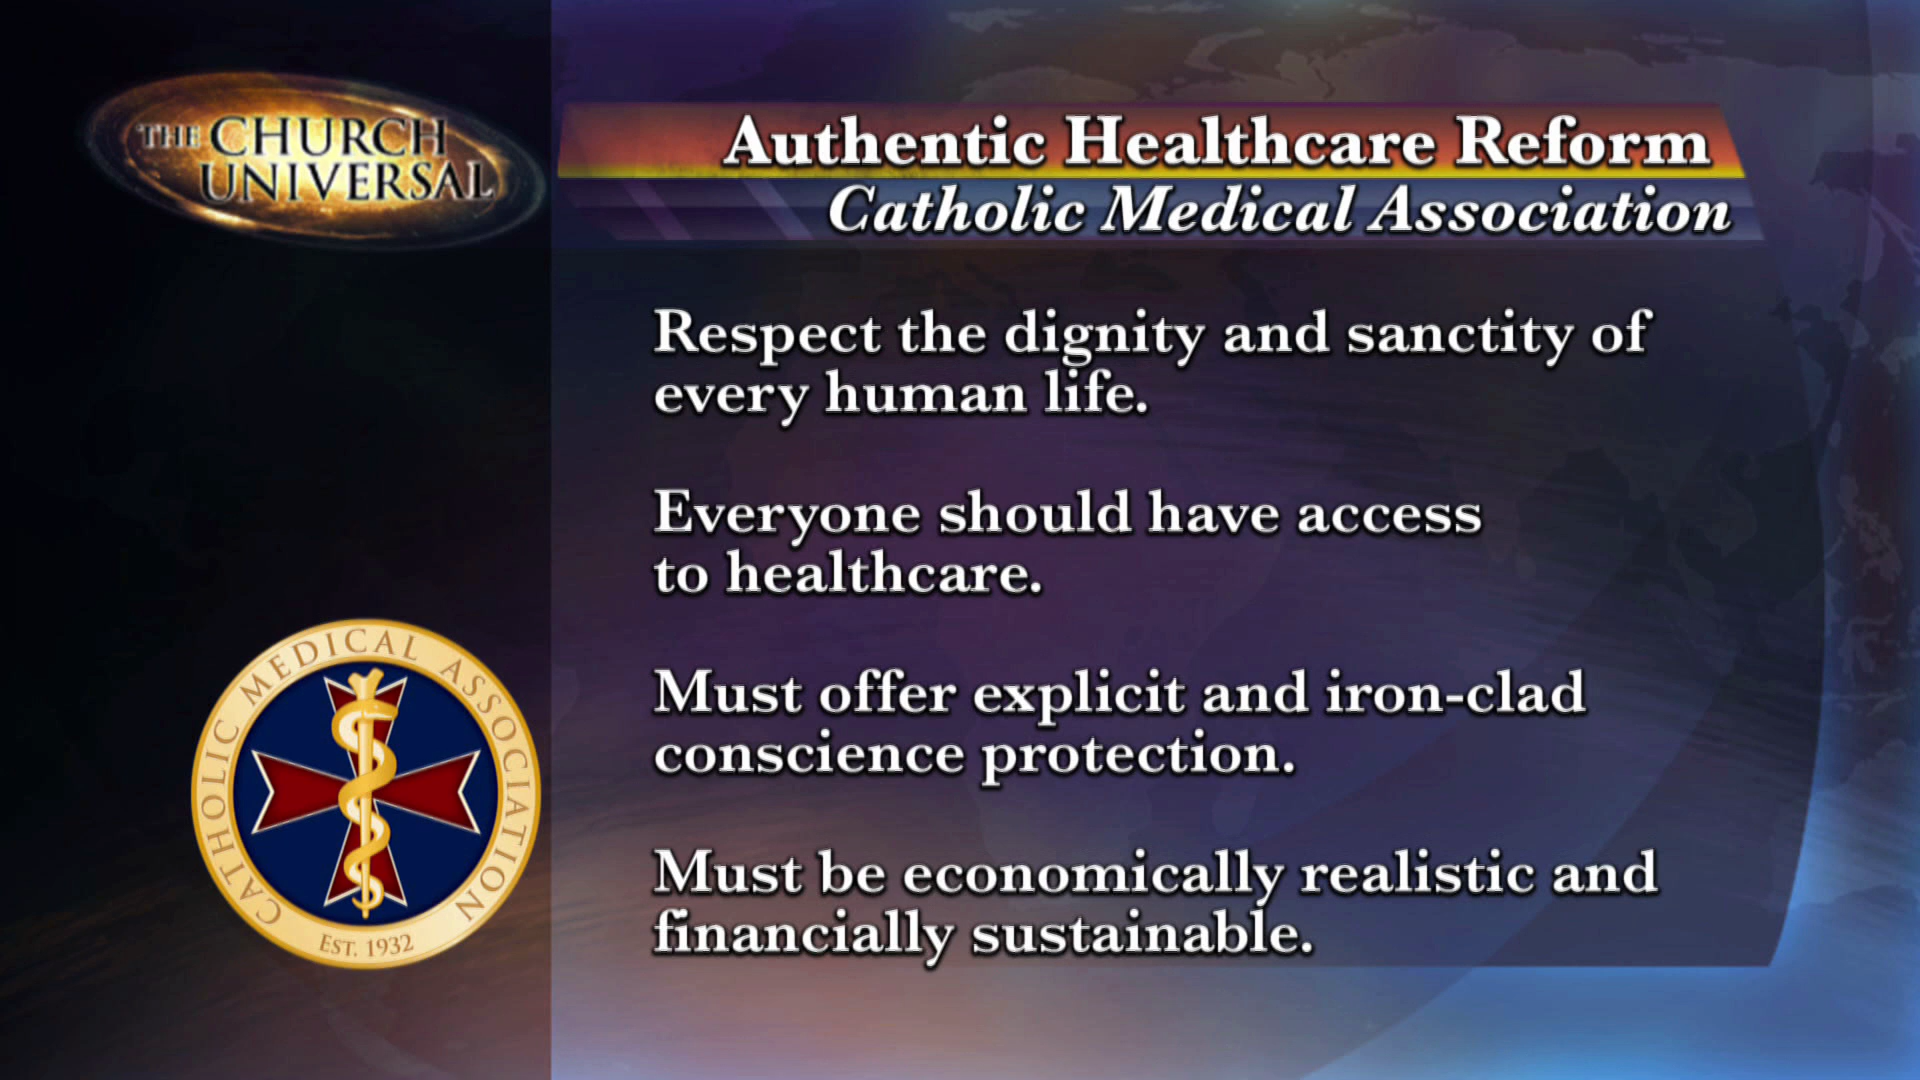 THE CHURCH
UNIVERSAL
Authentic Healthcare Reform
Catholic Medical Association
Respect the dignity and sanctity of
every human life.
Everyone should have access
to healthcare.
Must offer explicit and iron-clad
conscience protection.
Must be economically realistic and
financially sustainable.
CATHOLIC MEDICAL ASSOCIATION
EST. 1932